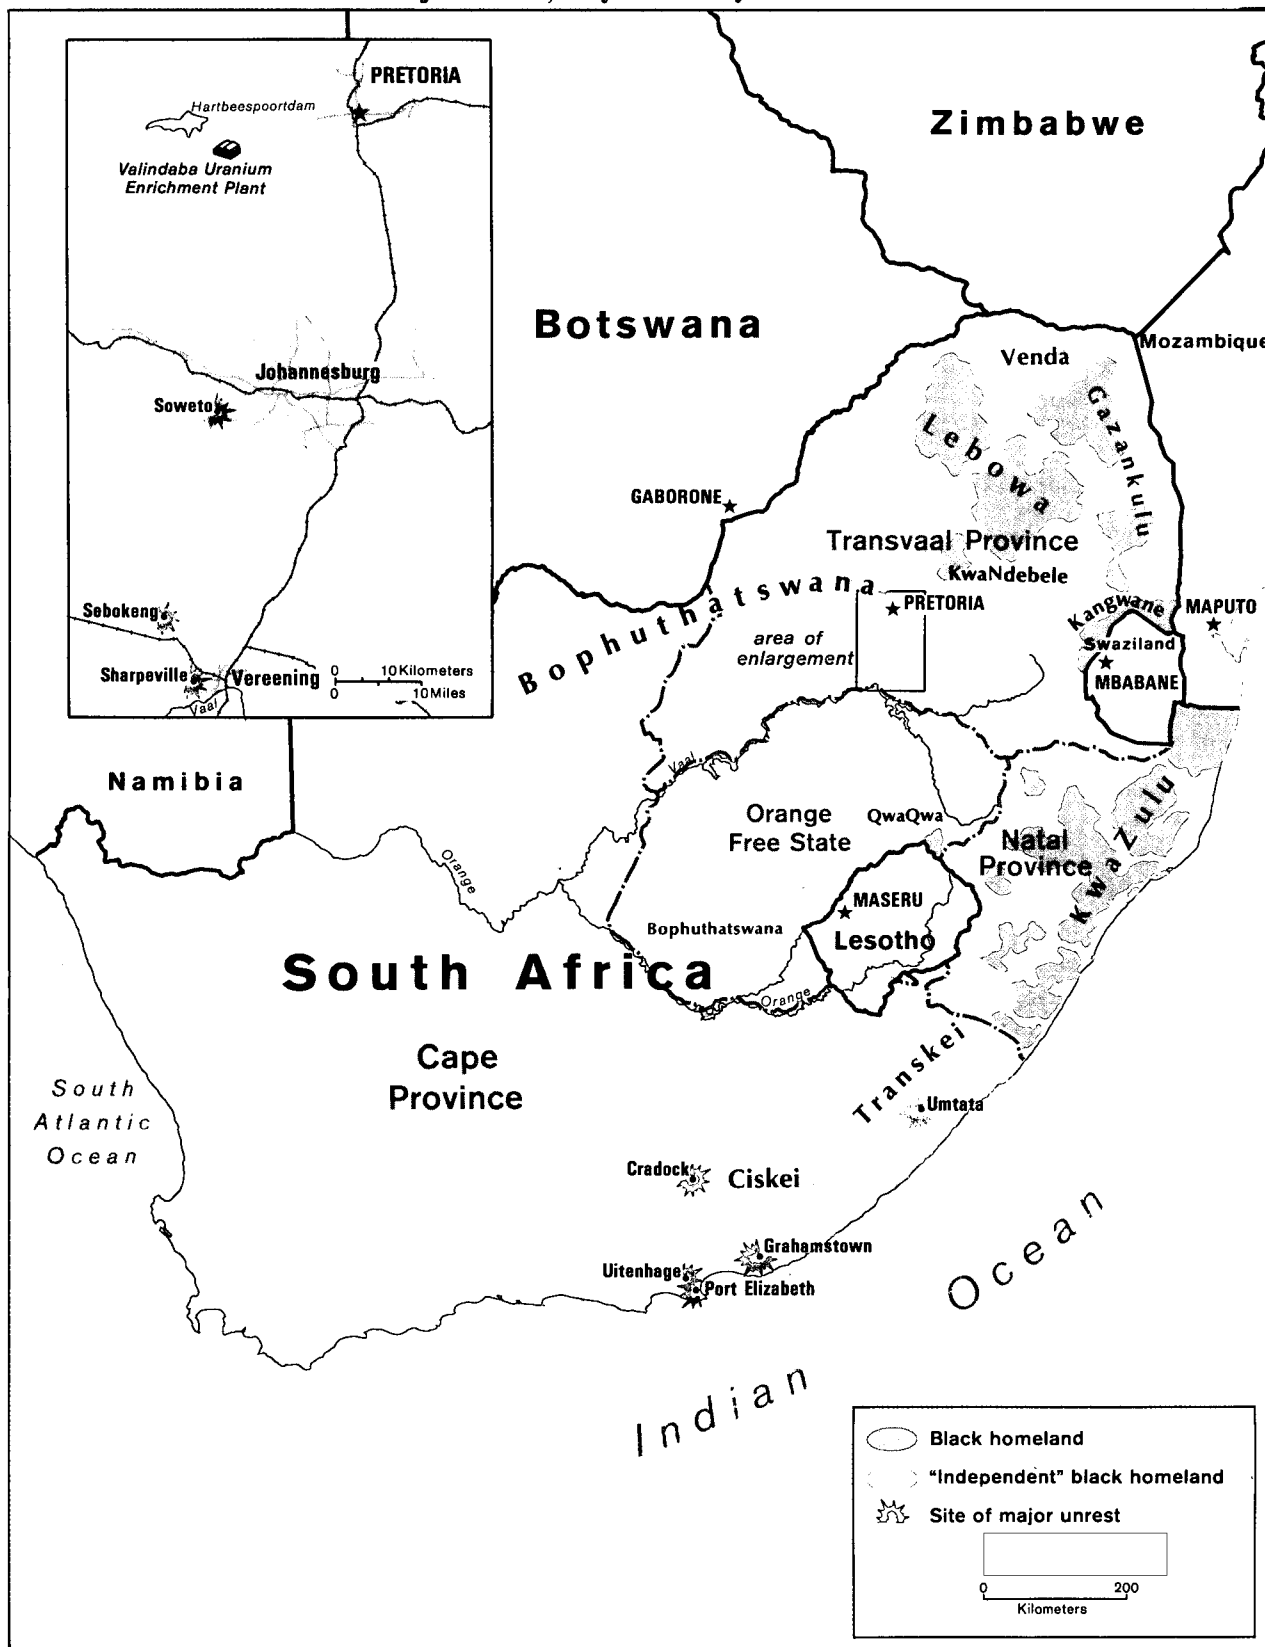 PRETORIA
Hartbeespoortdam
Valindaba Uranium
Enrichment Plant
Johannesburg
Soweto
Sebokeng
Sharpeville
Vereening
Vaal
0 10 Kilometers
0 10 Miles
Zimbabwe
Botswana
Mozambique
Venda
Gazankulu
Lebowa
GABORONE
Transvaal Province
KwaNdebele
Bophuthatswana
PRETORIA
area of
enlargement
Kangwane
MAPUTO
Swaziland
MBABANE
Namibia
Vaal
Orange
Free State
QwaQwa
Natal
Province
KwaZulu
Orange
MASERU
Lesotho
Bophuthatswana
South Africa
Orange
Cape
Province
Transkei
Umtata
South
Atlantic
Ocean
Cradock
Ciskei
Grahamstown
Uitenhage
Port Elizabeth
Indian Ocean
Black homeland
"Independent" black homeland
Site of major unrest
0 200
Kilometers